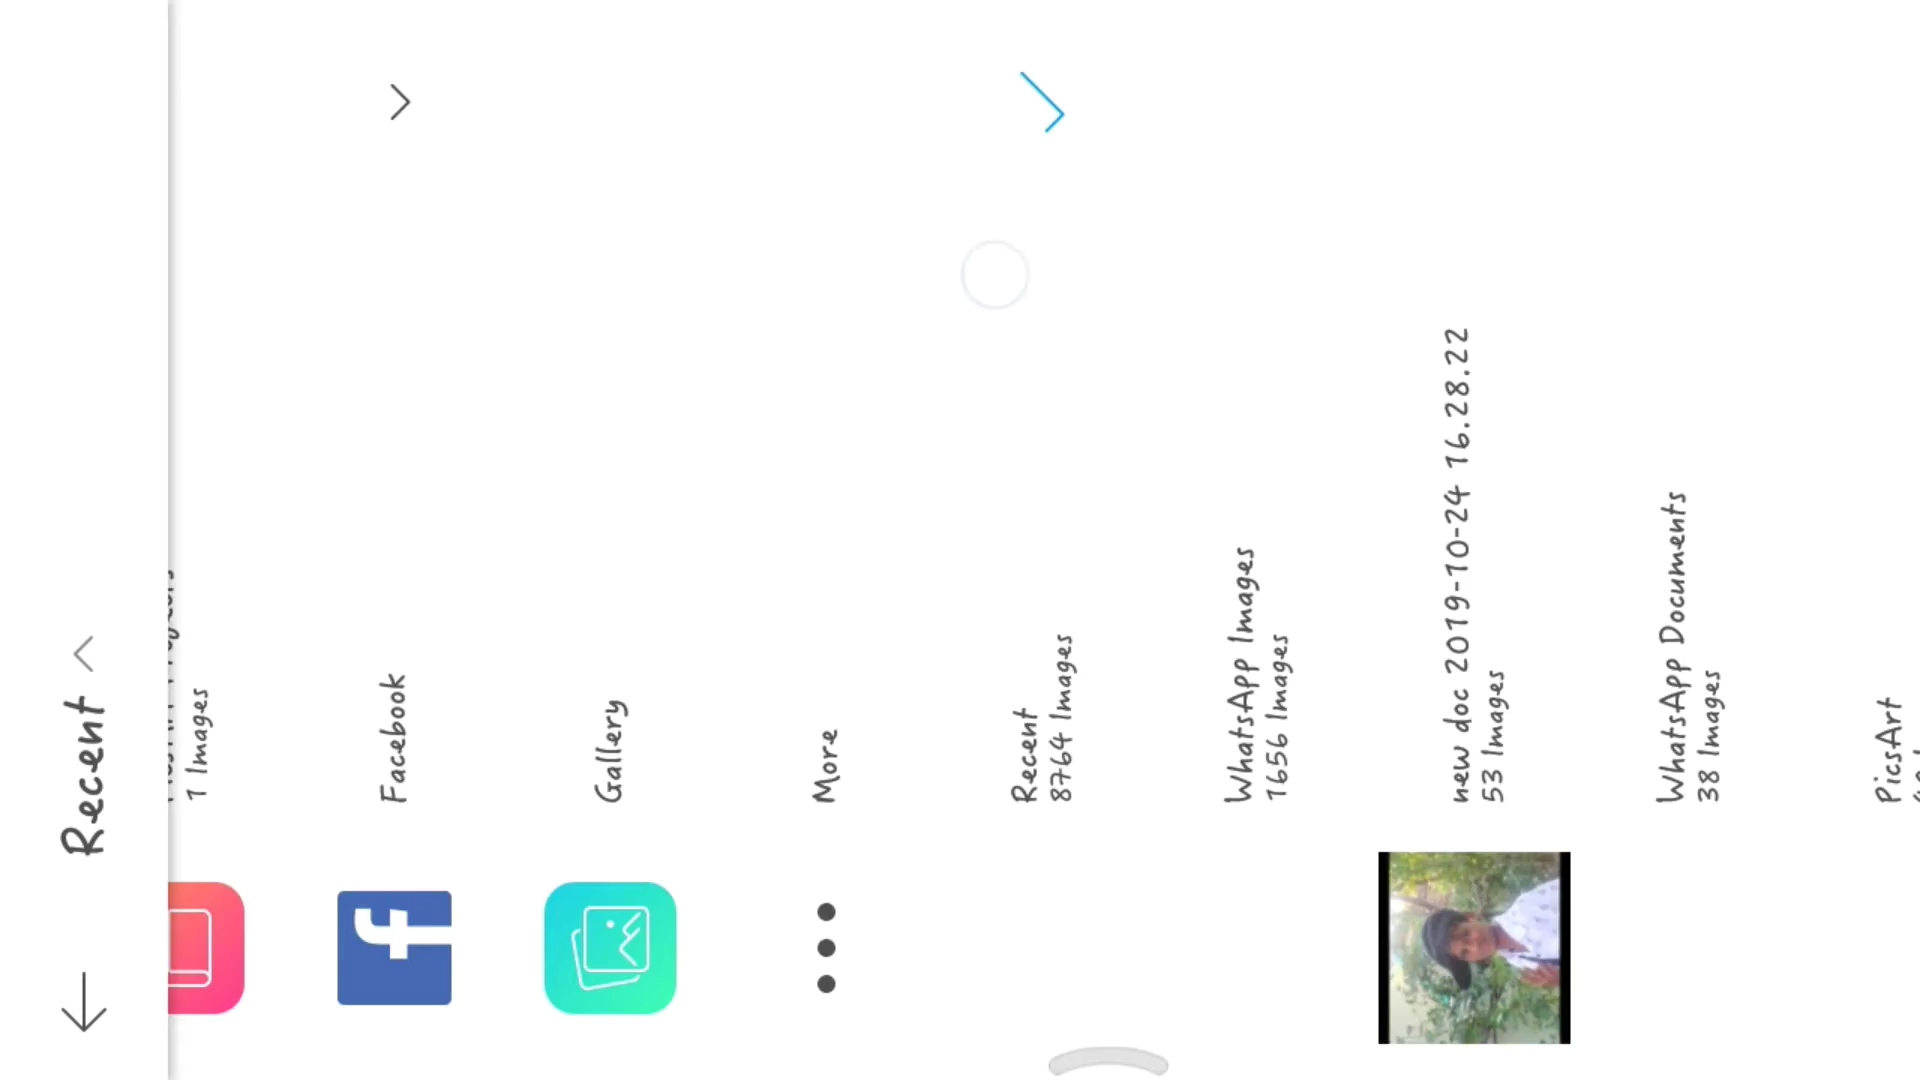 Recent
1 Images
Facebook
Gallery
More
Recent
8764 Images
WhatsApp Images
1656 Images
new doc 2019-10-24 16.28.22
53 Images
WhatsApp Documents
38 Images
PicsArt